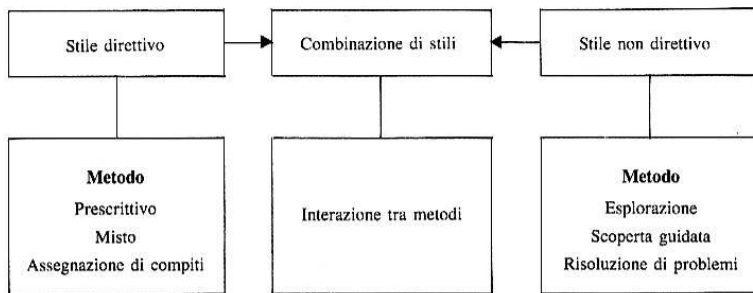 Stile direttivo
Combinazione di stili
Stile non direttivo
Metodo
Prescrittivo
Misto
Assegnazione di compiti
Interazione tra metodi
Metodo
Esplorazione
Scoperta guidata
Risoluzione di problemi